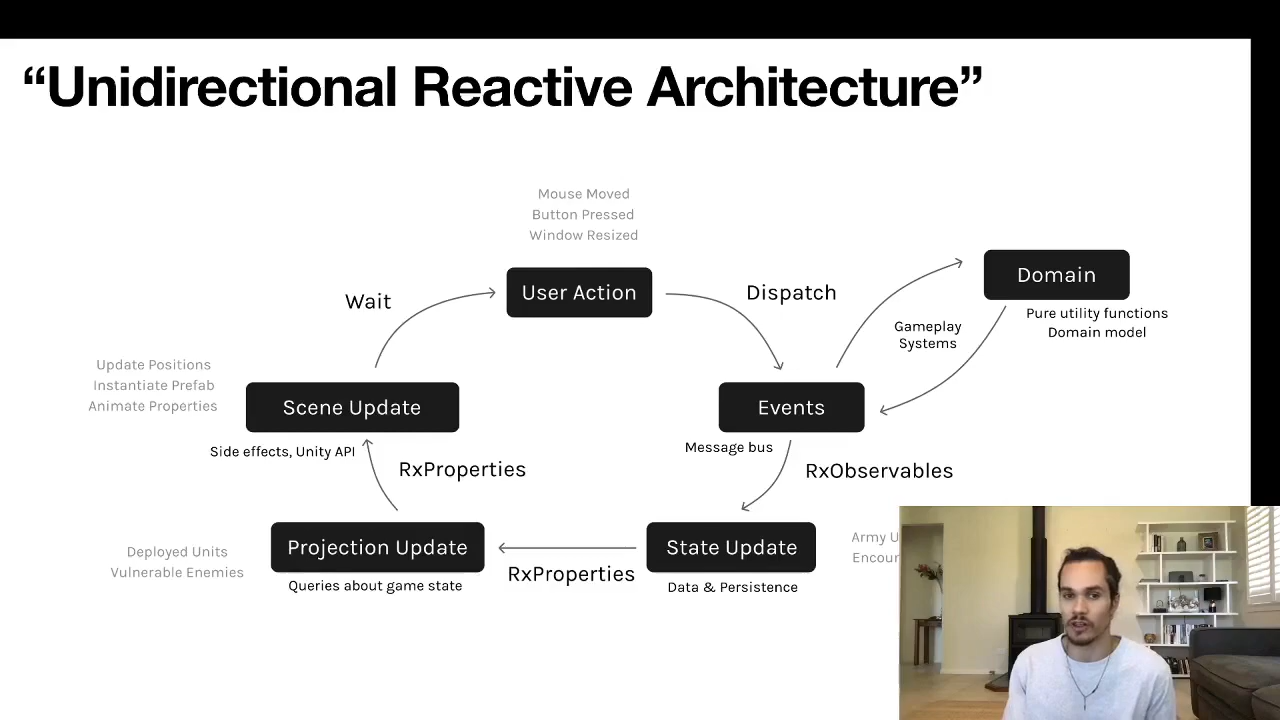 “Unidirectional Reactive Architecture”
Mouse Moved
Button Pressed
Window Resized
User Action
Wait
Dispatch
Domain
Pure utility functions
Domain model
Gameplay
Systems
Update Positions
Instantiate Prefab
Animate Properties
Scene Update
Side effects, Unity API
Events
Message bus
RxProperties
RxObservables
Deployed Units
Vulnerable Enemies
Projection Update
Queries about game state
RxProperties
State Update
Data & Persistence
Army